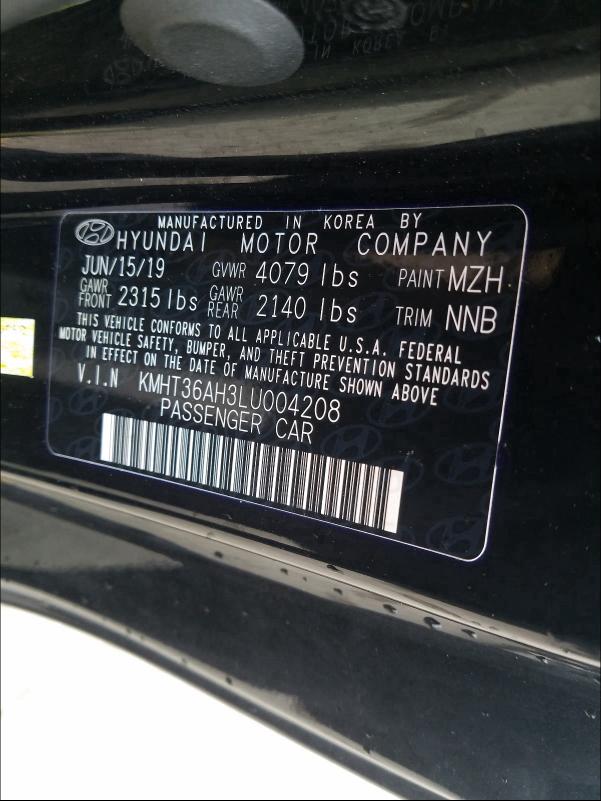 MANUFACTURED IN KOREA BY
HYUNDAI MOTOR COMPANY
JUN/15/19 GVWR 4079 lbs PAINT MZH
GAWR FRONT 2315 lbs GAWR REAR 2140 lbs TRIM NNB
THIS VEHICLE CONFORMS TO ALL APPLICABLE U.S.A. FEDERAL
MOTOR VEHICLE SAFETY, BUMPER, AND THEFT PREVENTION STANDARDS
IN EFFECT ON THE DATE OF MANUFACTURE SHOWN ABOVE
V.I.N KMHT36AH3LU004208
PASSENGER CAR